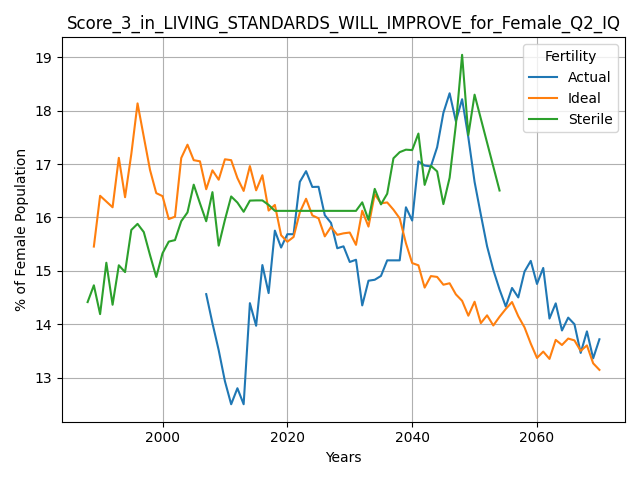 Score_3_in_LIVING_STANDARDS_WILL_IMPROVE_for_Female_Q2_IQ
Fertility
Actual
Ideal
Sterile
% of Female Population
19
18
17
16
15
14
13
2000
2020
2040
2060
Years